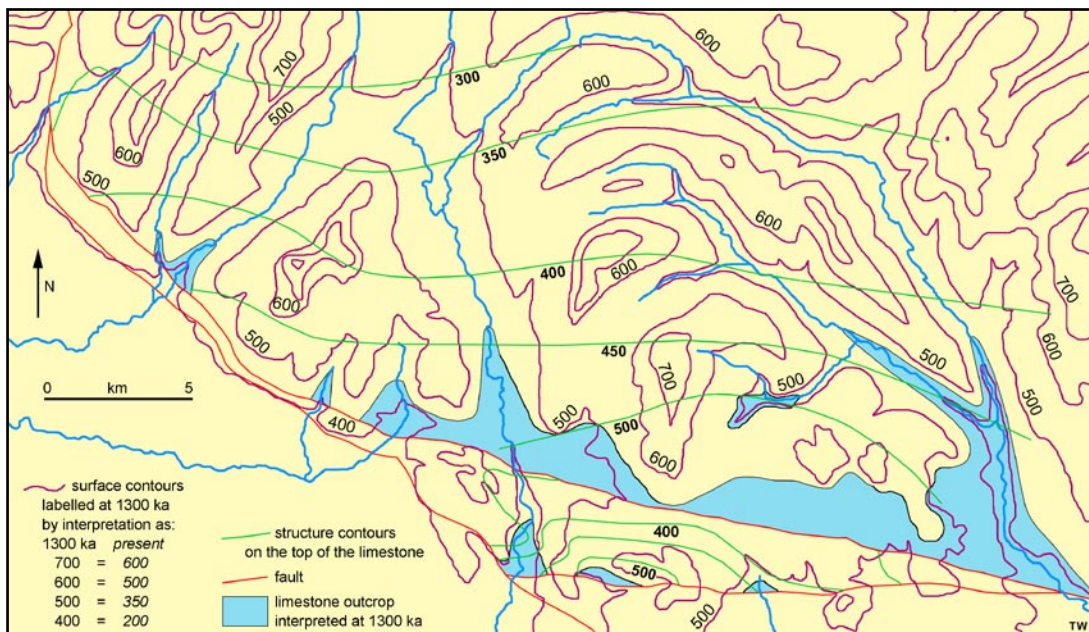 600
700
300
600
500
600
350
700
600
500
600
400
600
N
600
700
600
500
500
450
700
500
500
0 km 5
400
500
500
600
surface contours
labelled at 1300 ka
by interpretation as:
1300 ka present
700 = 600
600 = 500
500 = 350
400 = 200
structure contours
on the top of the limestone
fault
limestone outcrop
interpreted at 1300 ka
400
500
500
TW